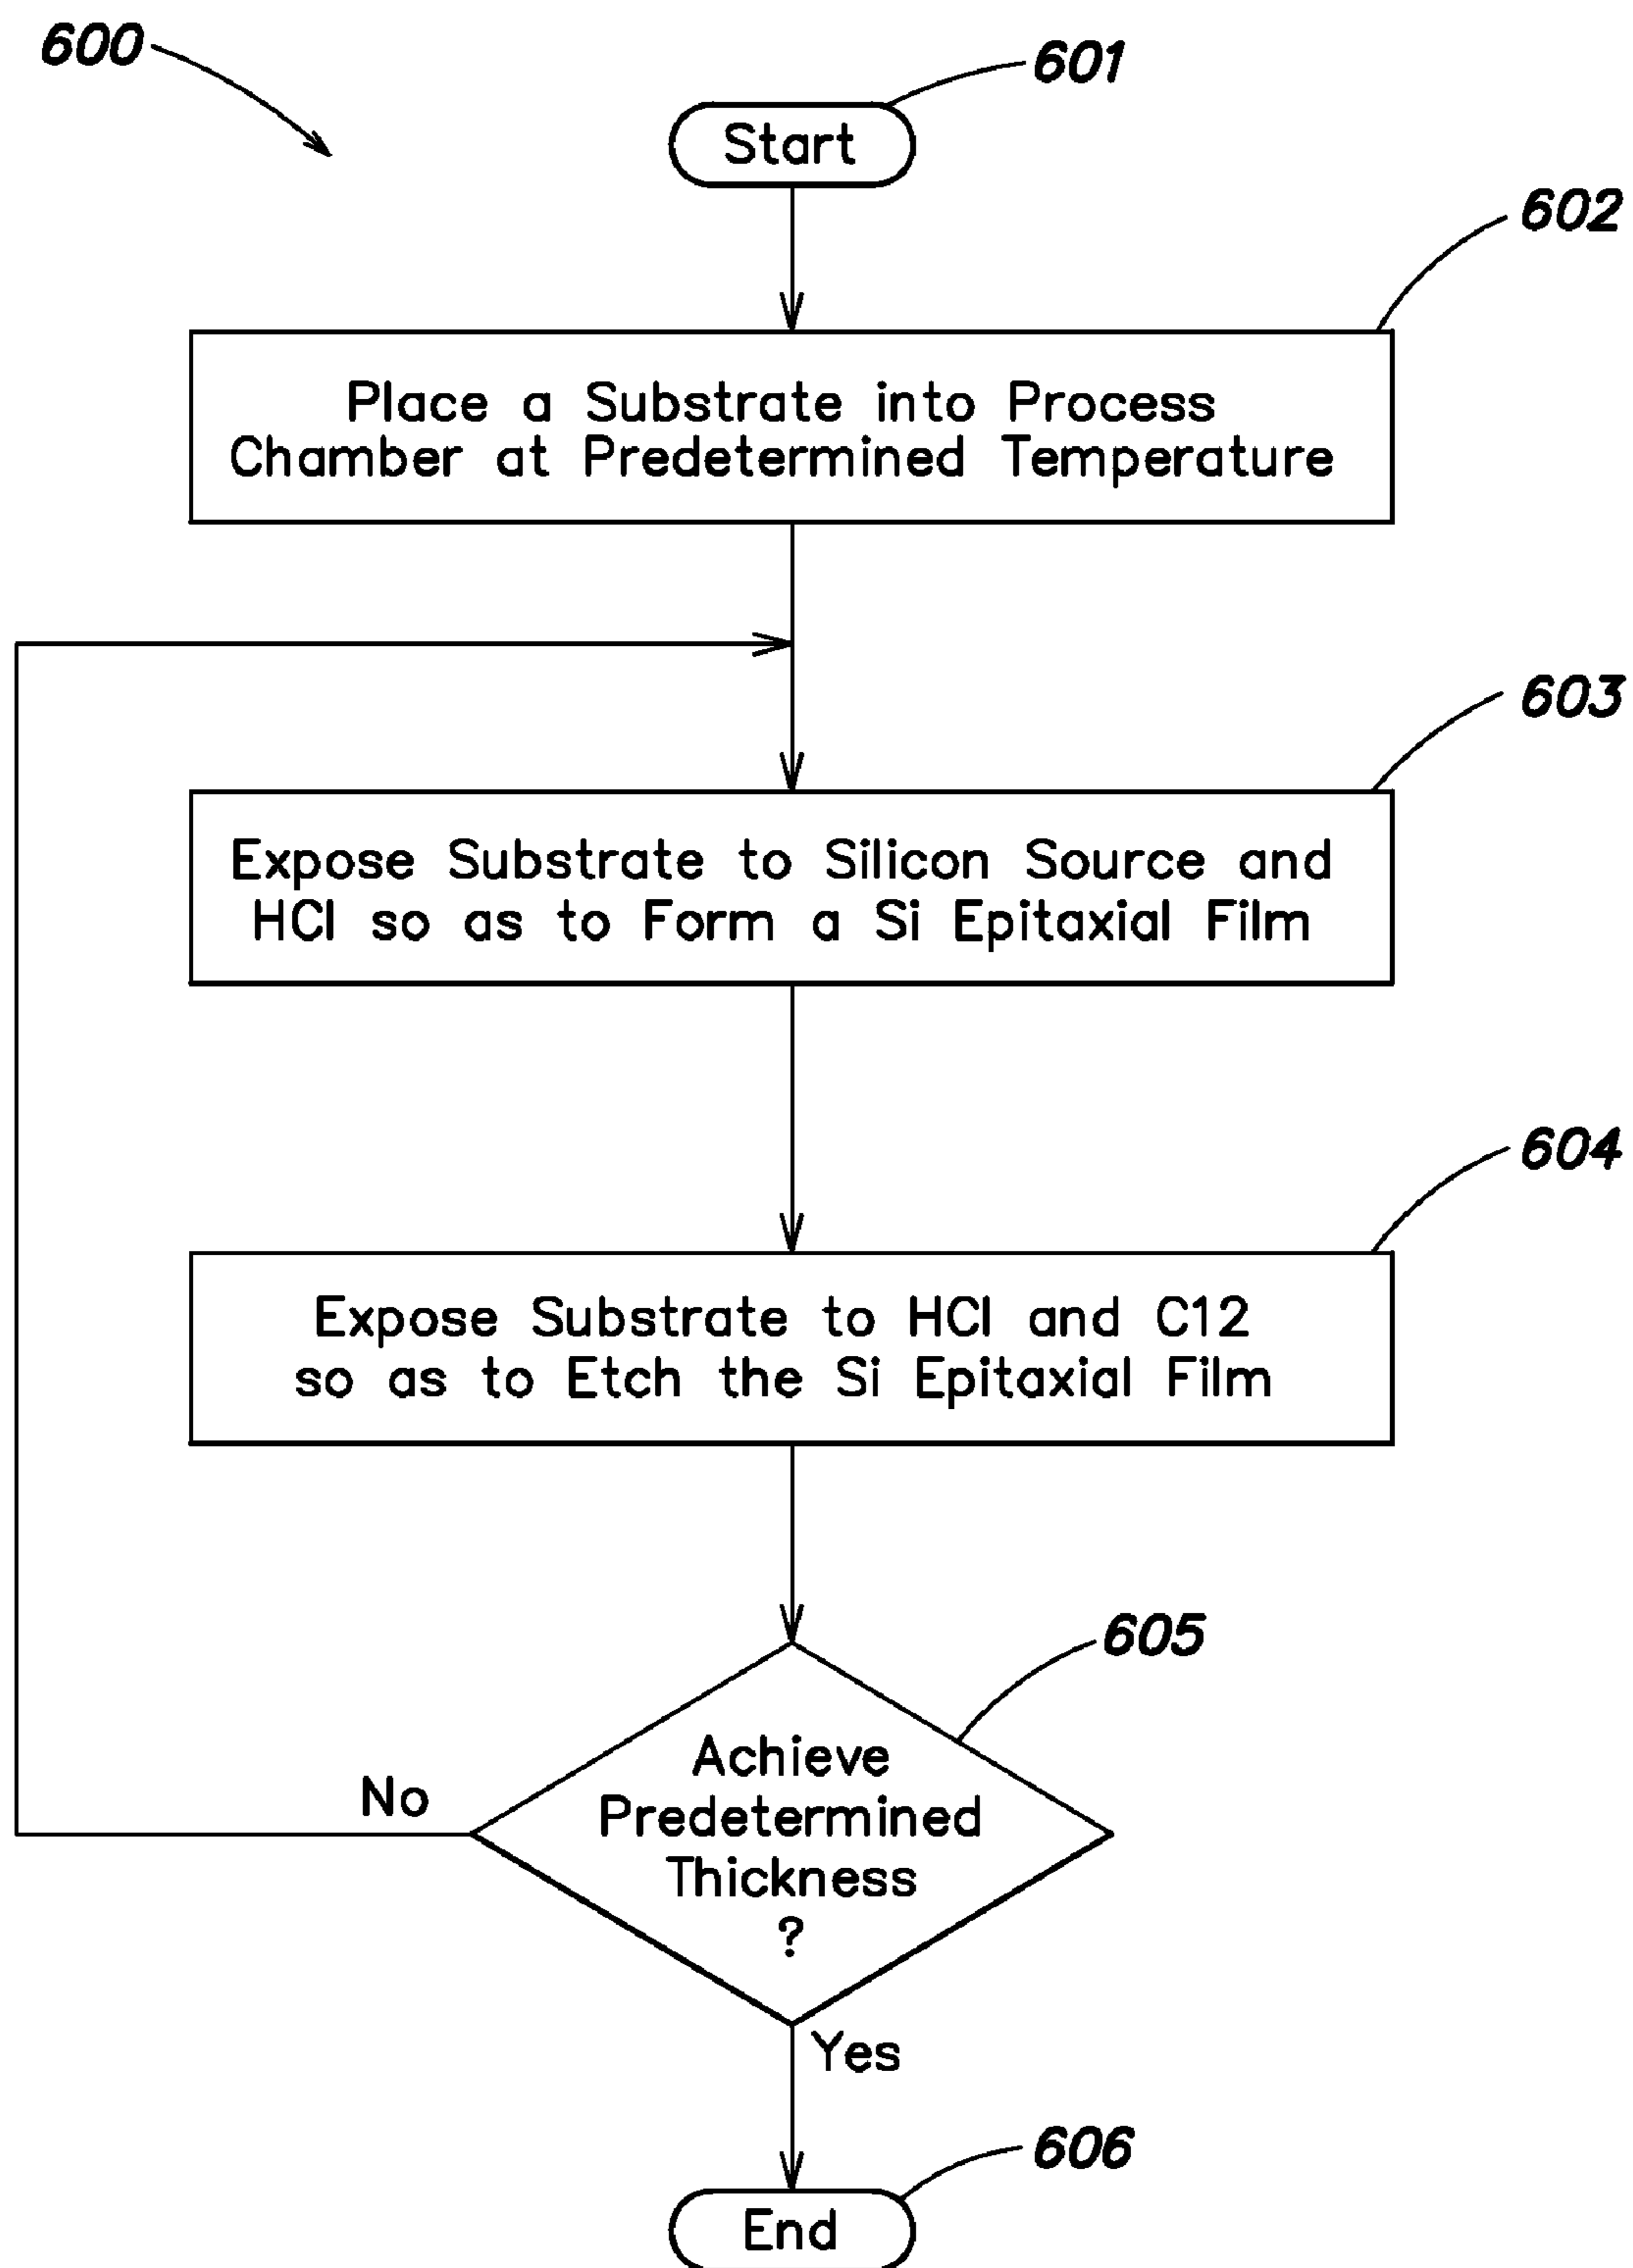 600
601
Start
602
Place a Substrate into Process
Chamber at Predetermined Temperature
603
Expose Substrate to Silicon Source and
HCl so as to Form a Si Epitaxial Film
604
Expose Substrate to HCl and C12
so as to Etch the Si Epitaxial Film
605
Achieve
Predetermined
Thickness
?
No
Yes
606
End